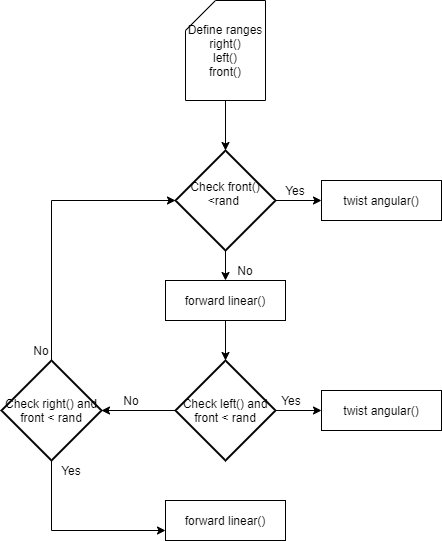 Define ranges
right()
left()
front()
Check front()
<rand
Yes
twist angular()
No
forward linear()
No
Check right() and
front < rand
No
Check left() and
front < rand
Yes
twist angular()
Yes
forward linear()